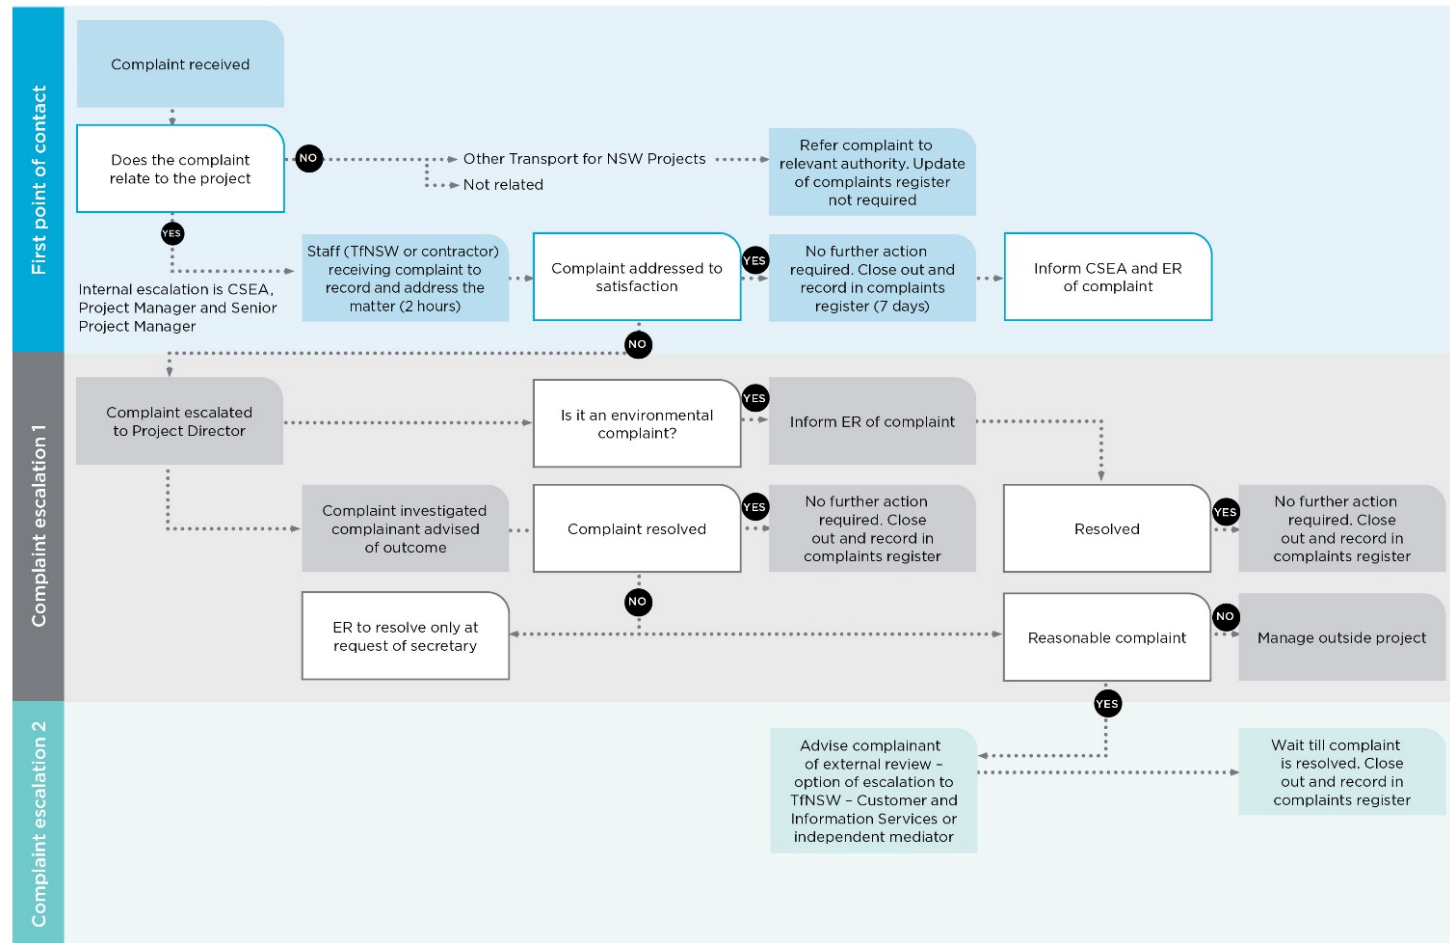 First point of contact
Complaint received
Does the complaint
relate to the project
NO
Other Transport for NSW Projects
Not related
Refer complaint to
relevant authority. Update
of complaints register
not required
YES
Internal escalation is CSEA,
Project Manager and Senior
Project Manager
Staff (TfNSW or contractor)
receiving complaint to
record and address the
matter (2 hours)
Complaint addressed to
satisfaction
YES
No further action
required. Close out and
record in complaints
register (7 days)
Inform CSEA and ER
of complaint
NO
Complaint escalation 1
Complaint escalated
to Project Director
Is it an environmental
complaint?
YES
Inform ER of complaint
Complaint investigated
complainant advised
of outcome
Complaint resolved
YES
No further action
required. Close
out and record in
complaints register
Resolved
YES
No further action
required. Close
out and record in
complaints register
NO
ER to resolve only at
request of secretary
Reasonable complaint
NO
Manage outside project
YES
Complaint escalation 2
Advise complainant
of external review –
option of escalation to
TfNSW – Customer and
Information Services or
independent mediator
Wait till complaint
is resolved. Close
out and record in
complaints register